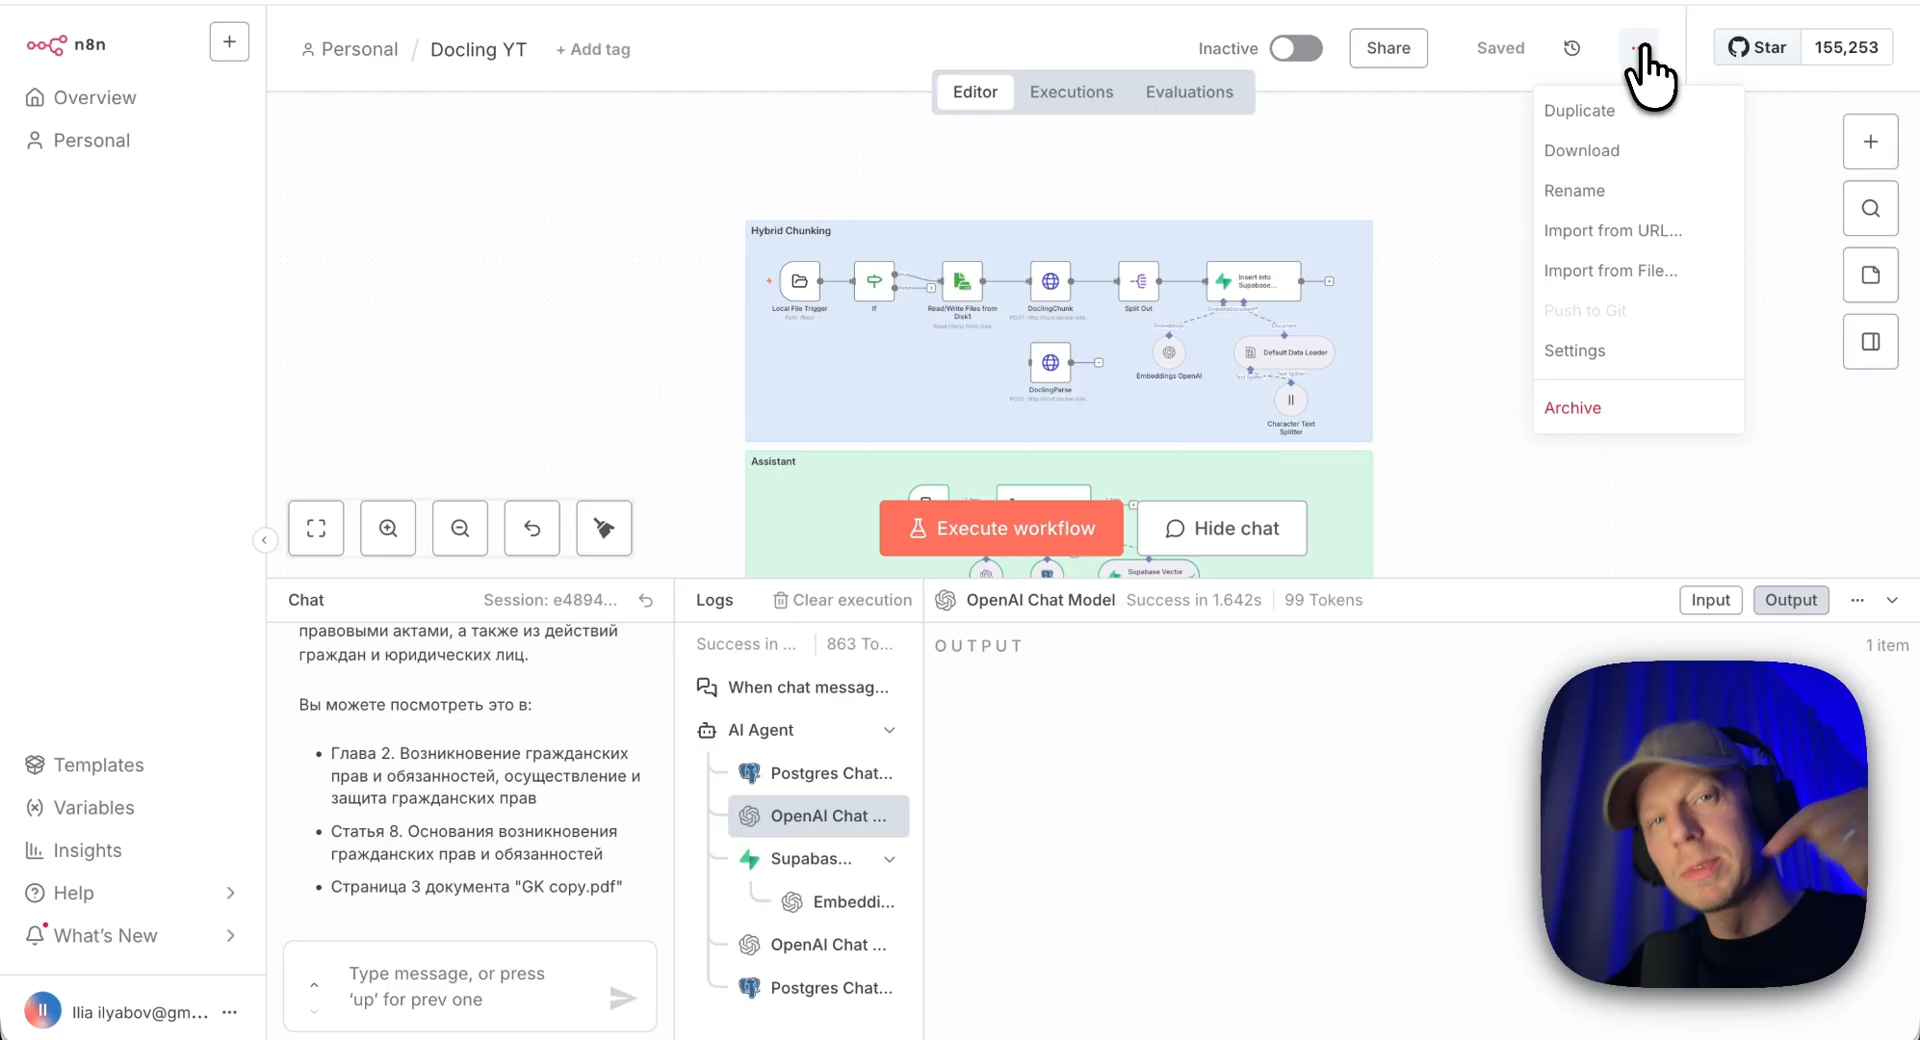 n8n
Personal / Docling YT + Add tag
Inactive
Share
Saved
Star 155,253
Editor Executions Evaluations
Overview
Personal
Duplicate
Download
Rename
Import from URL...
Import from File...
Push to Git
Settings
Archive
Hybrid Chunking
Local File Trigger
If
Read/Write Files from
Disk1
Read File(s) From Disk
DoclingChunk
Split Out
Insert into
Supabase...
Embeddings
Document
Embeddings OpenAI
Default Data Loader
DoclingParse
Character Text
Splitter
Assistant
Execute workflow
Hide chat
Supabase Vector
Chat Session: e4894...
правовыми актами, а также из действий
граждан и юридических лиц.
Вы можете посмотреть это в:
• Глава 2. Возникновение гражданских
прав и обязанностей, осуществление и
защита гражданских прав
• Статья 8. Основания возникновения
гражданских прав и обязанностей
• Страница 3 документа "GK copy.pdf"
Type message, or press
‘up’ for prev one
Logs Clear execution
Success in ... 863 To...
When chat messag...
AI Agent
Postgres Chat...
OpenAI Chat ...
Supabas...
Embeddi...
OpenAI Chat ...
Postgres Chat...
OpenAI Chat Model Success in 1.642s 99 Tokens
Input Output ...
OUTPUT
1 item
Templates
Variables
Insights
Help
What’s New
Ilia ilyabov@gm... ...